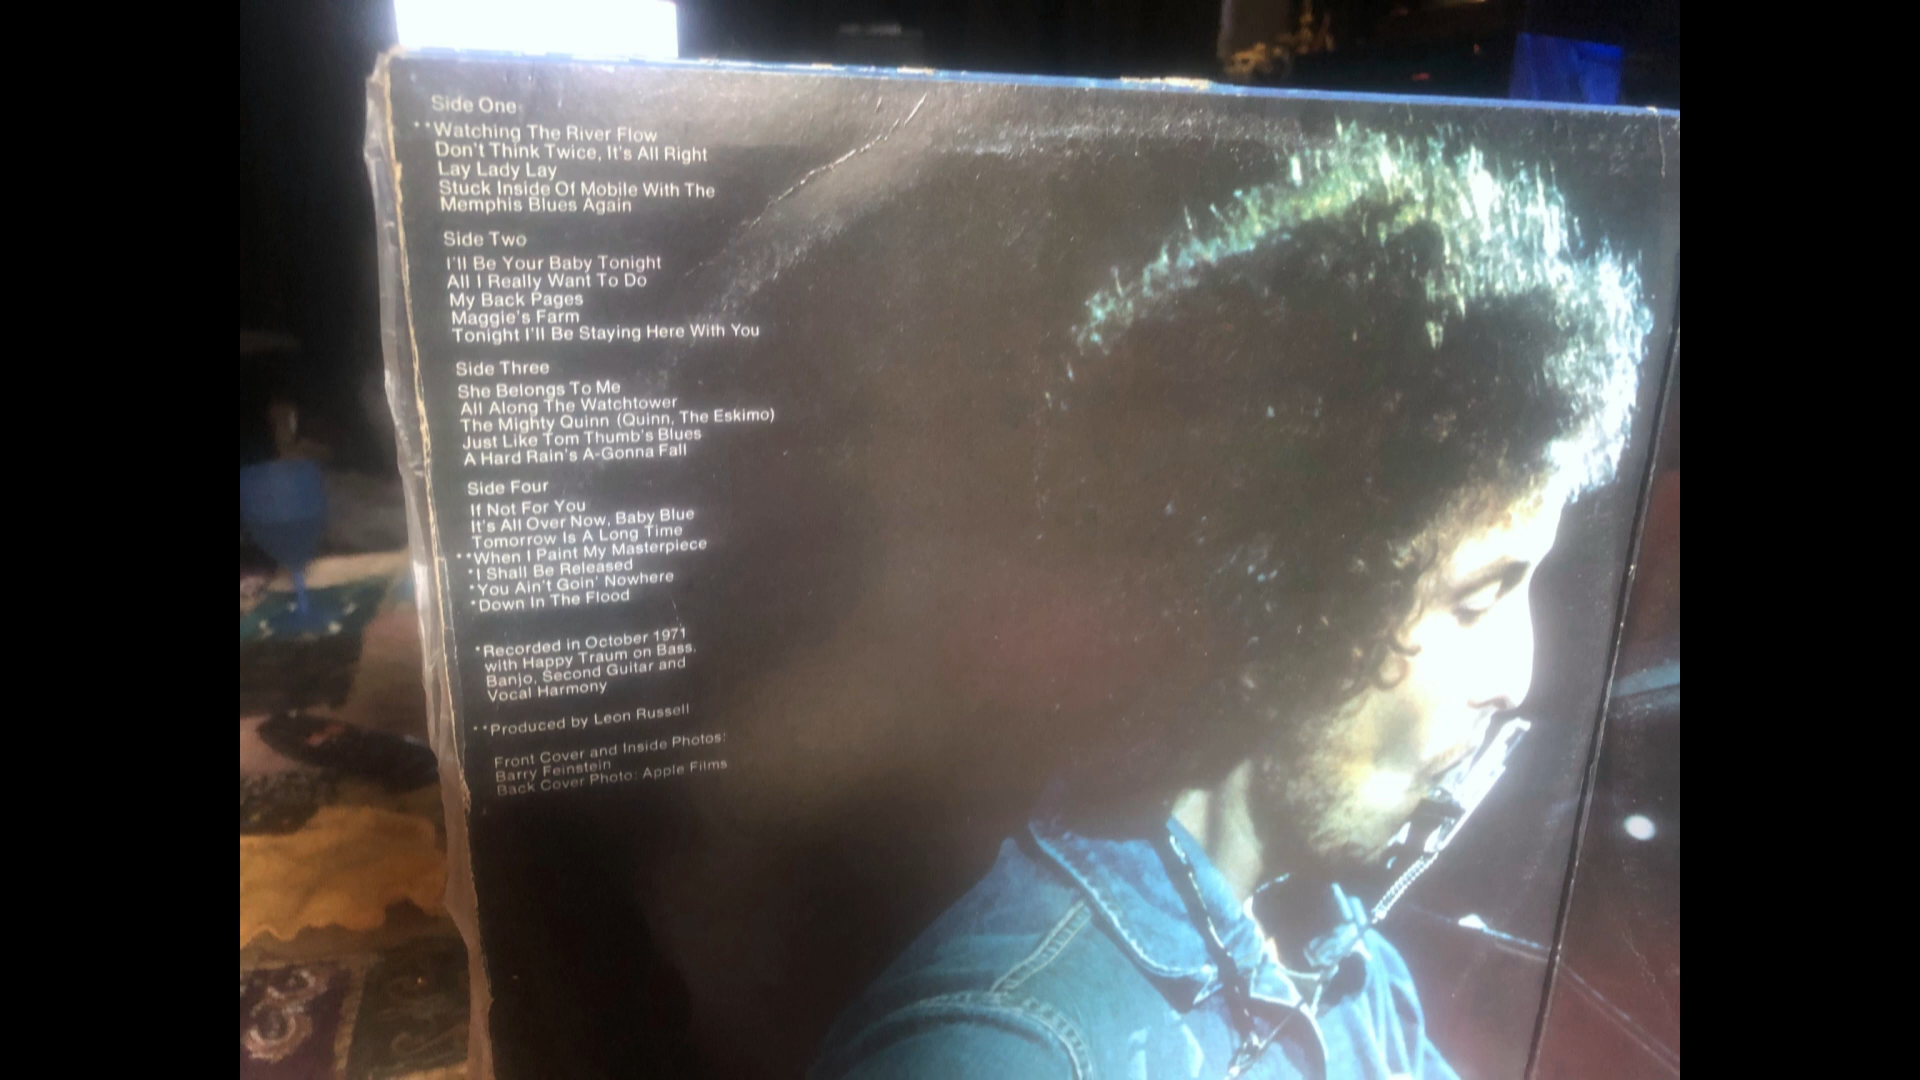 Side One
**Watching The River Flow
Don't Think Twice, It's All Right
Lay Lady Lay
Stuck Inside Of Mobile With The
Memphis Blues Again
Side Two
I'll Be Your Baby Tonight
All I Really Want To Do
My Back Pages
Maggie's Farm
Tonight I'll Be Staying Here With You
Side Three
She Belongs To Me
All Along The Watchtower
The Mighty Quinn (Quinn, The Eskimo)
Just Like Tom Thumb's Blues
A Hard Rain's A-Gonna Fall
Side Four
If Not For You
It's All Over Now, Baby Blue
Tomorrow Is A Long Time
**When I Paint My Masterpiece
*I Shall Be Released
*You Ain't Goin' Nowhere
*Down In The Flood
*Recorded in October 1971
with Happy Traum on Bass,
Banjo, Second Guitar and
Vocal Harmony
**Produced by Leon Russell
Front Cover and Inside Photos:
Barry Feinstein
Back Cover Photo: Apple Films